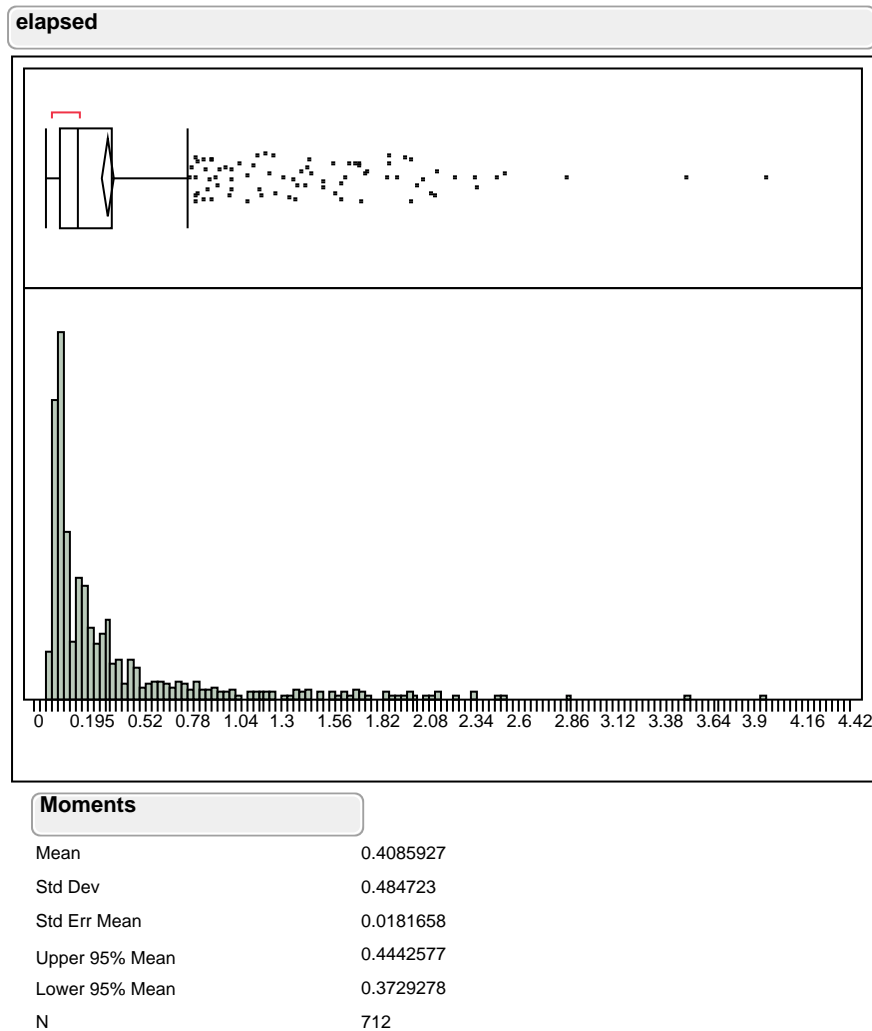 elapsed
0 0.195 0.52 0.78 1.04 1.3 1.56 1.82 2.08 2.34 2.6 2.86 3.12 3.38 3.64 3.9 4.16 4.42
Moments
Mean 0.4085927
Std Dev 0.484723
Std Err Mean 0.0181658
Upper 95% Mean 0.4442577
Lower 95% Mean 0.3729278
N 712